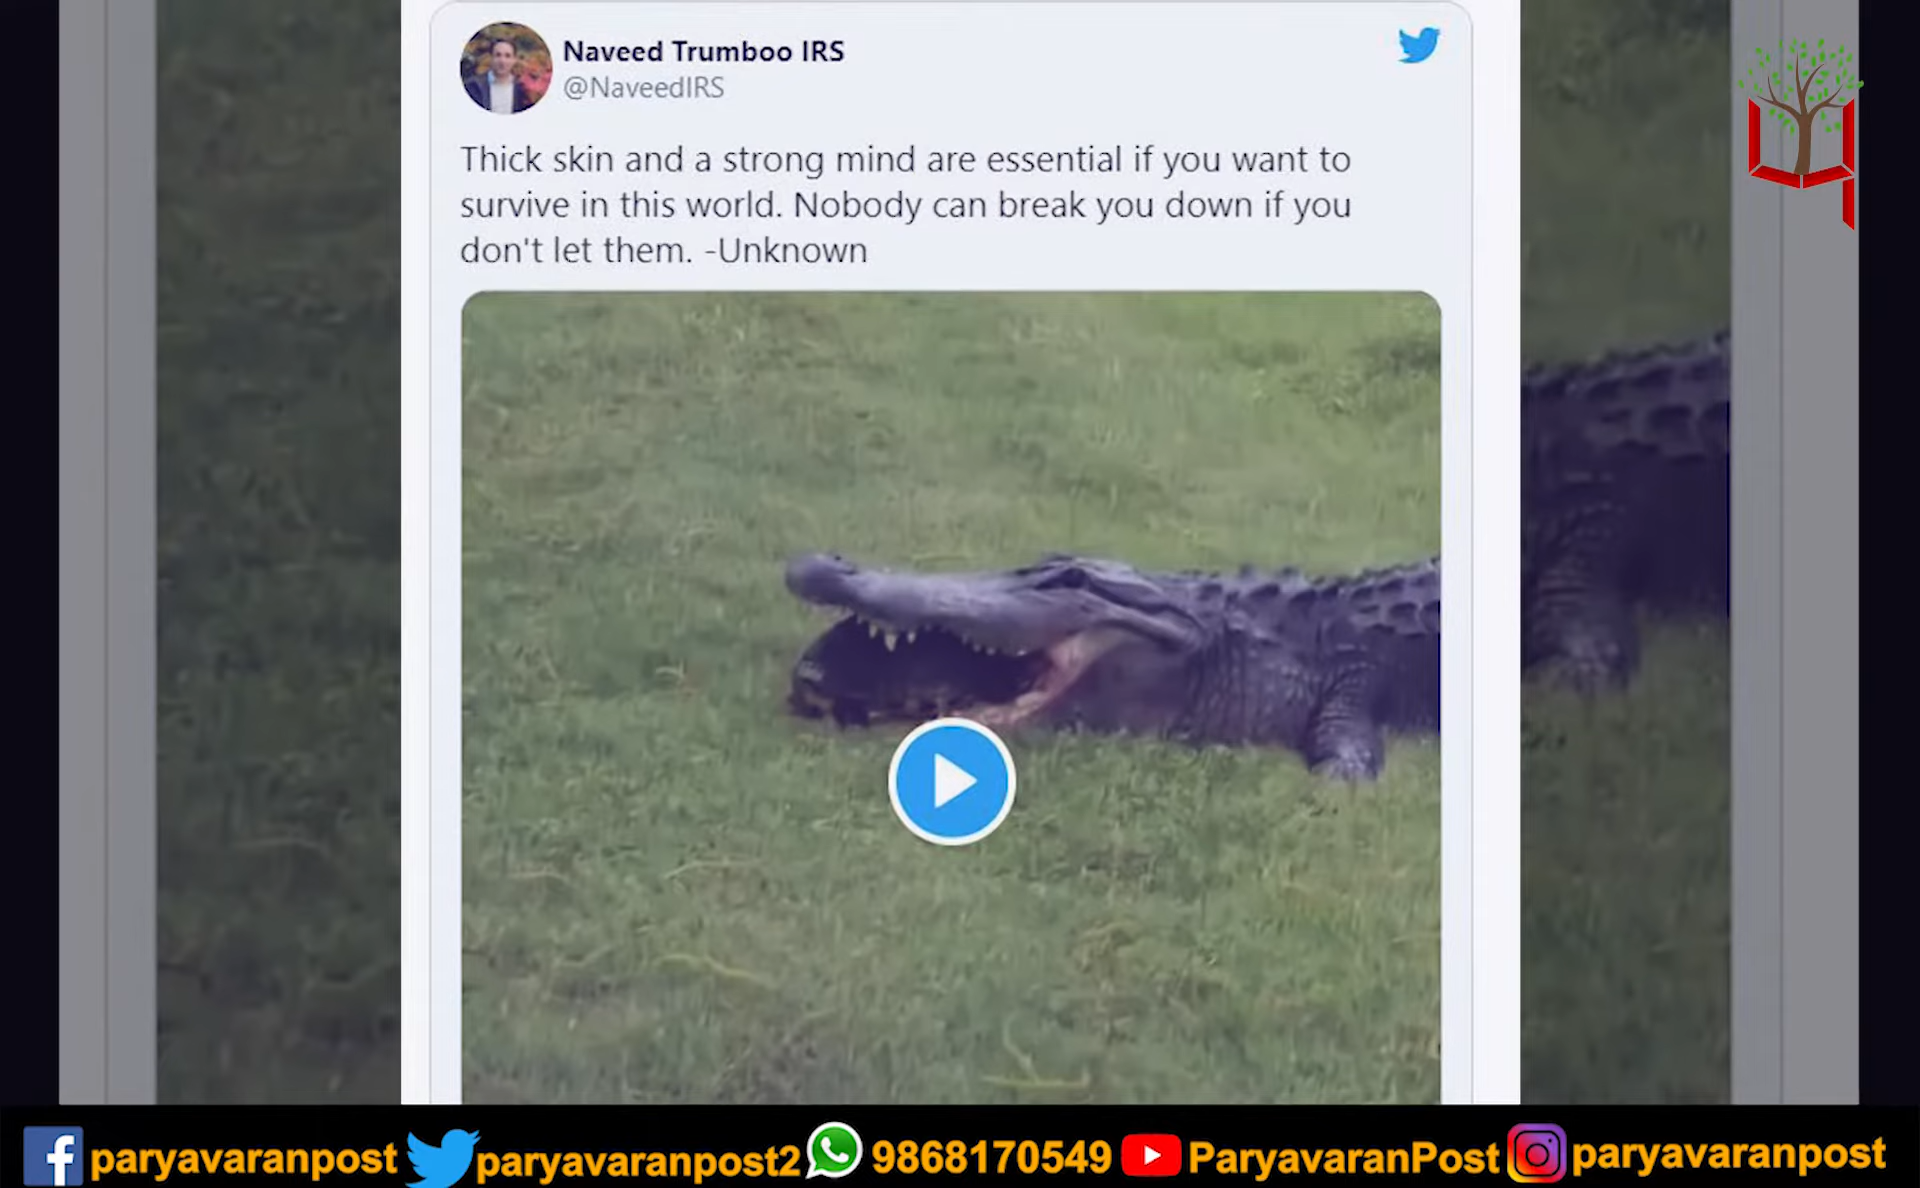 Naveed Trumboo IRS
@NaveedIRS
Thick skin and a strong mind are essential if you want to
survive in this world. Nobody can break you down if you
don't let them. -Unknown
paryavaranpost paryavaranpost2 9868170549 ParyavaranPost paryavaranpost